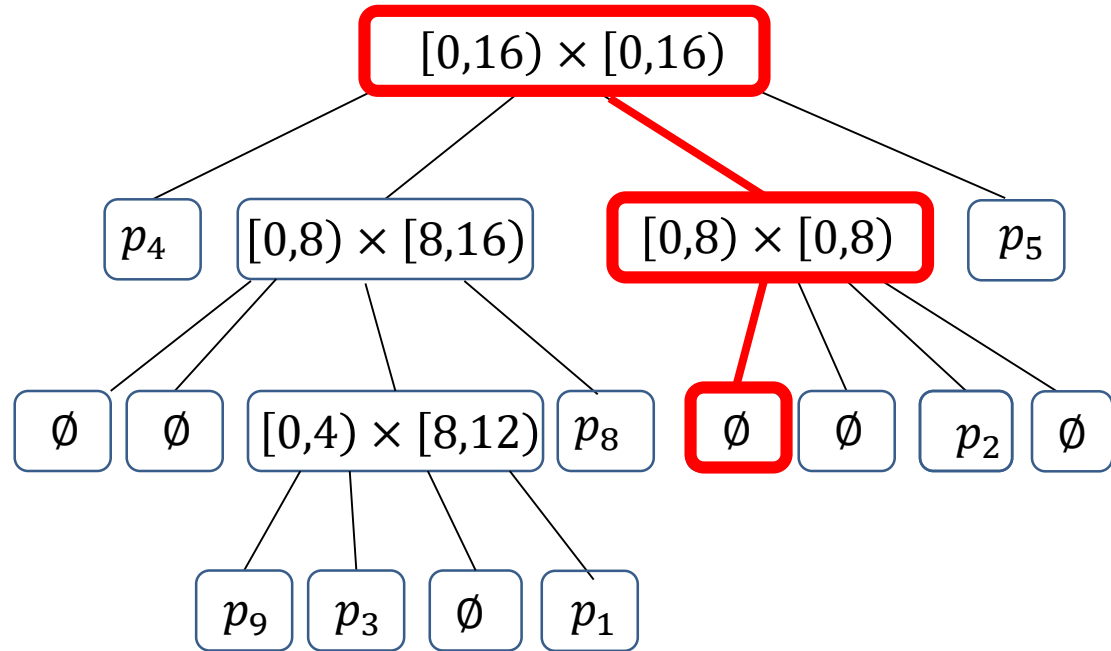 [0,16) × [0,16)
p₄ [0,8) × [8,16) [0,8) × [0,8) p₅
∅ ∅ [0,4) × [8,12) p₈ ∅ ∅ p₂ ∅
p₉ p₃ ∅ p₁